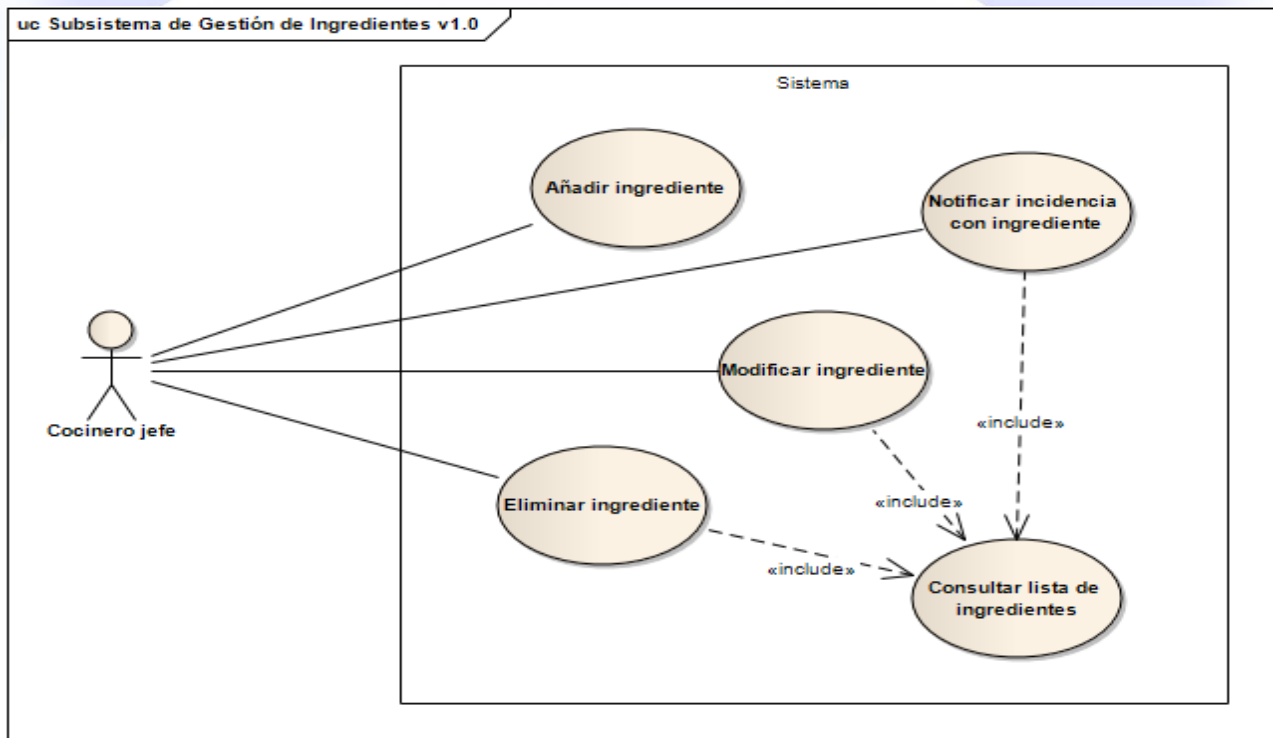 uc Subsistema de Gestión de Ingredientes v1.0
Sistema
Añadir ingrediente
Notificar incidencia
con ingrediente
Modificar ingrediente
Cocinero jefe
«include»
Eliminar ingrediente
«include»
«include»
Consultar lista de
ingredientes